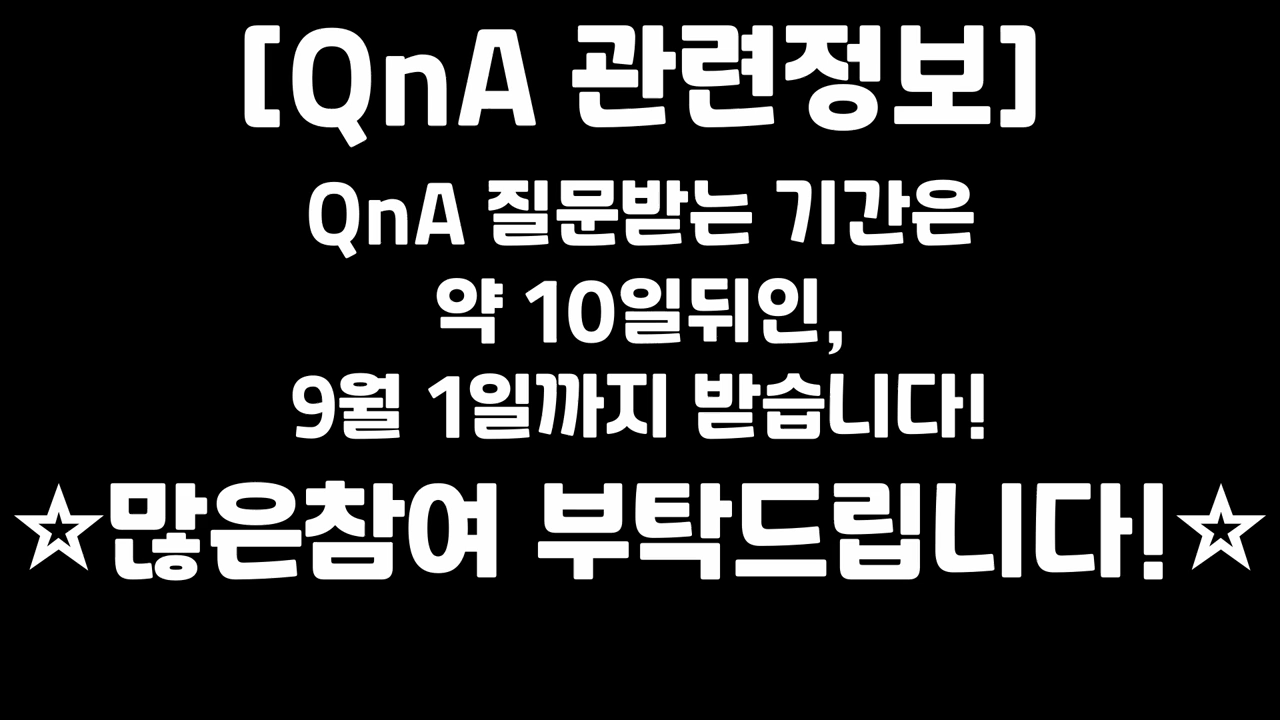 [QnA 관련정보]
QnA 질문받는 기간은
약 10일뒤인,
9월 1일까지 받습니다!
☆많은참여 부탁드립니다!☆